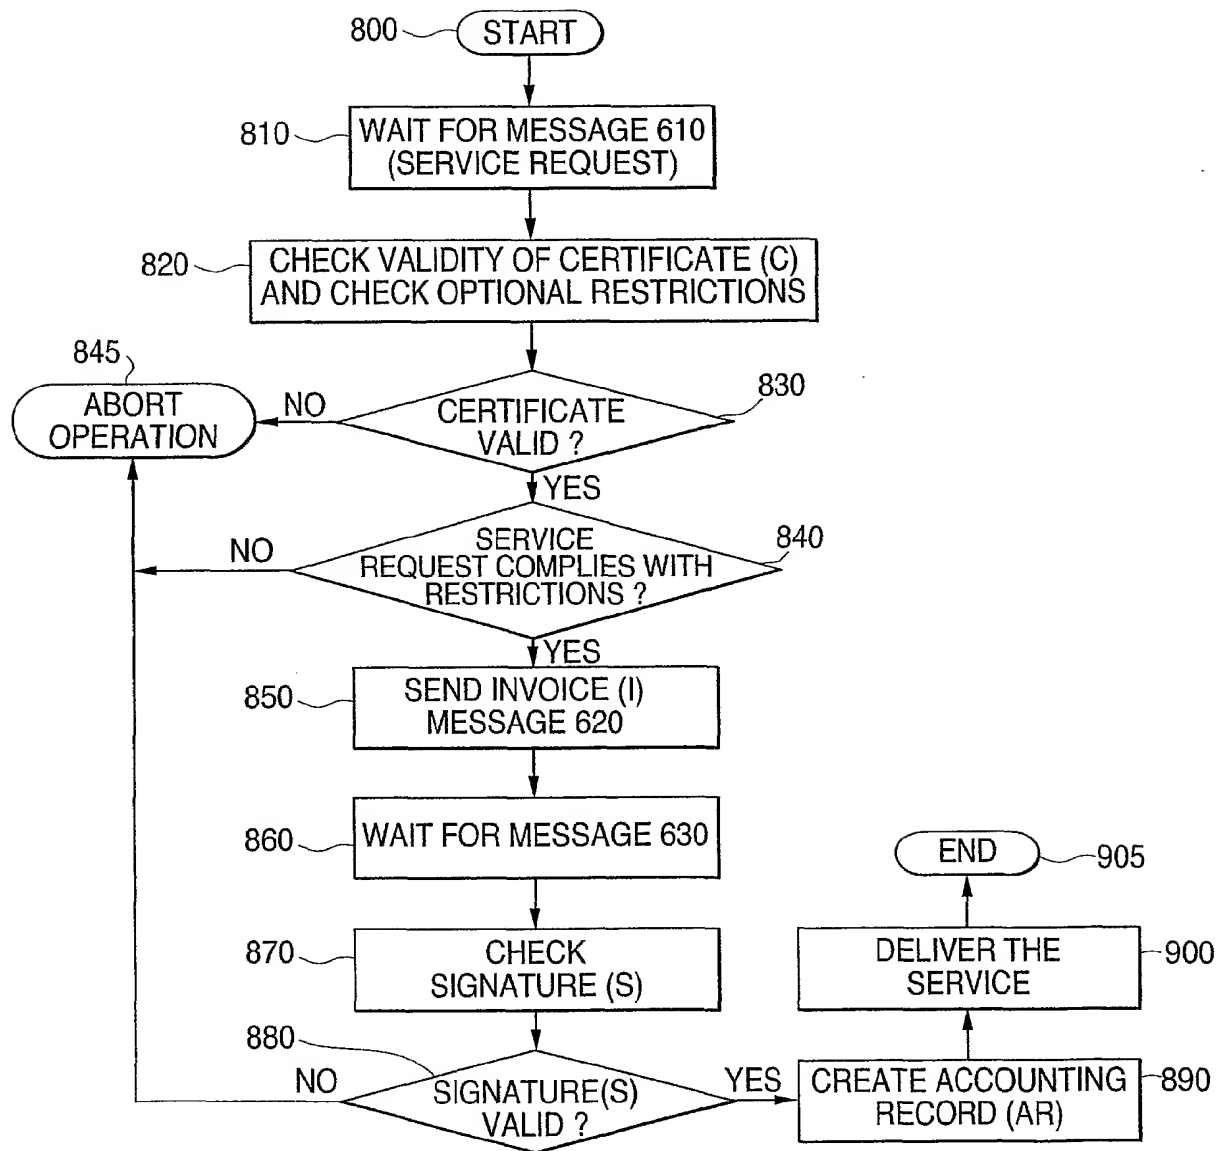 800
START
810
WAIT FOR MESSAGE 610
(SERVICE REQUEST)
820
CHECK VALIDITY OF CERTIFICATE (C)
AND CHECK OPTIONAL RESTRICTIONS
845
ABORT
OPERATION
NO
CERTIFICATE
VALID ?
830
YES
NO
SERVICE
REQUEST COMPLIES WITH
RESTRICTIONS ?
840
YES
850
SEND INVOICE (I)
MESSAGE 620
860
WAIT FOR MESSAGE 630
870
CHECK
SIGNATURE (S)
880
NO
SIGNATURE(S)
VALID ?
YES
CREATE ACCOUNTING
RECORD (AR)
890
DELIVER THE
SERVICE
900
END
905